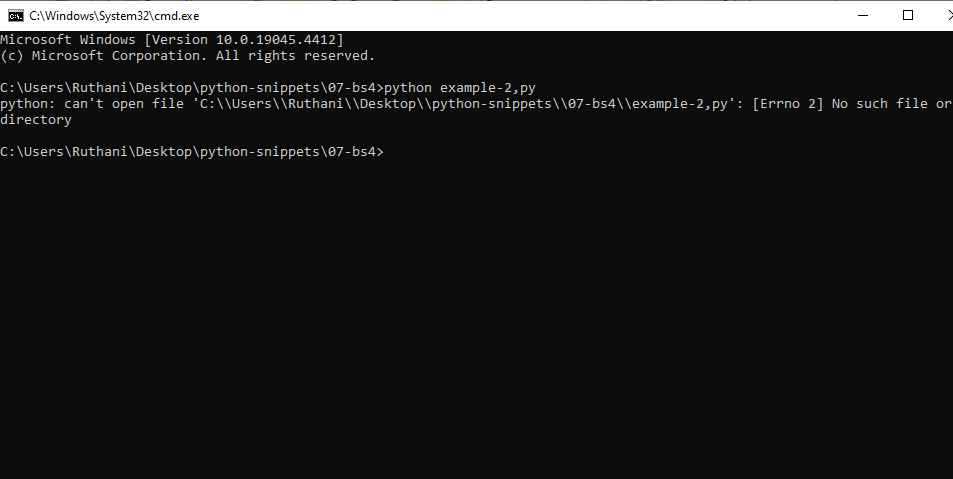 C:\Windows\System32\cmd.exe
Microsoft Windows [Version 10.0.19045.4412]
(c) Microsoft Corporation. All rights reserved.
C:\Users\Ruthani\Desktop\python-snippets\07-bs4>python example-2,py
python: can't open file 'C:\\Users\\Ruthani\\Desktop\\python-snippets\\07-bs4\\example-2,py': [Errno 2] No such file or
directory
C:\Users\Ruthani\Desktop\python-snippets\07-bs4>